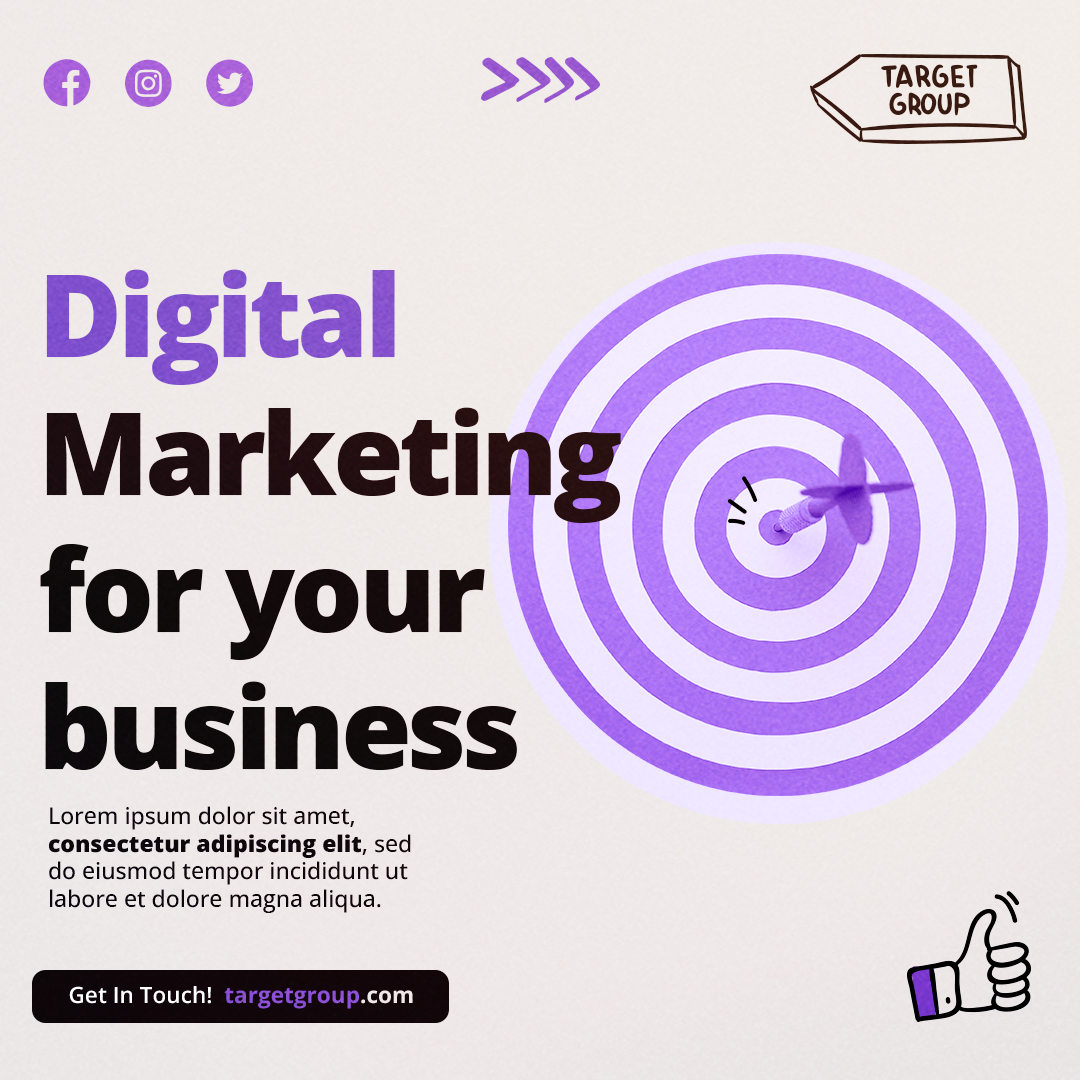 TARGET
GROUP
Digital
Marketing
for your
business
Lorem ipsum dolor sit amet,
consectetur adipiscing elit, sed
do eiusmod tempor incididunt ut
labore et dolore magna aliqua.
Get In Touch! targetgroup.com